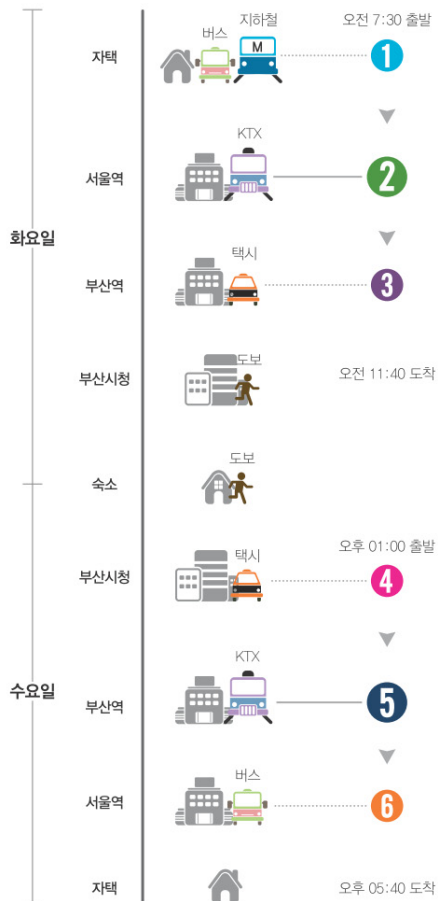 오전 7:30 출발
지하철
버스
M
자택
1
KTX
서울역
2
화요일
택시
부산역
3
도보
부산시청
오전 11:40 도착
도보
숙소
오후 01:00 출발
택시
부산시청
4
KTX
수요일
부산역
5
버스
서울역
6
자택
오후 05:40 도착